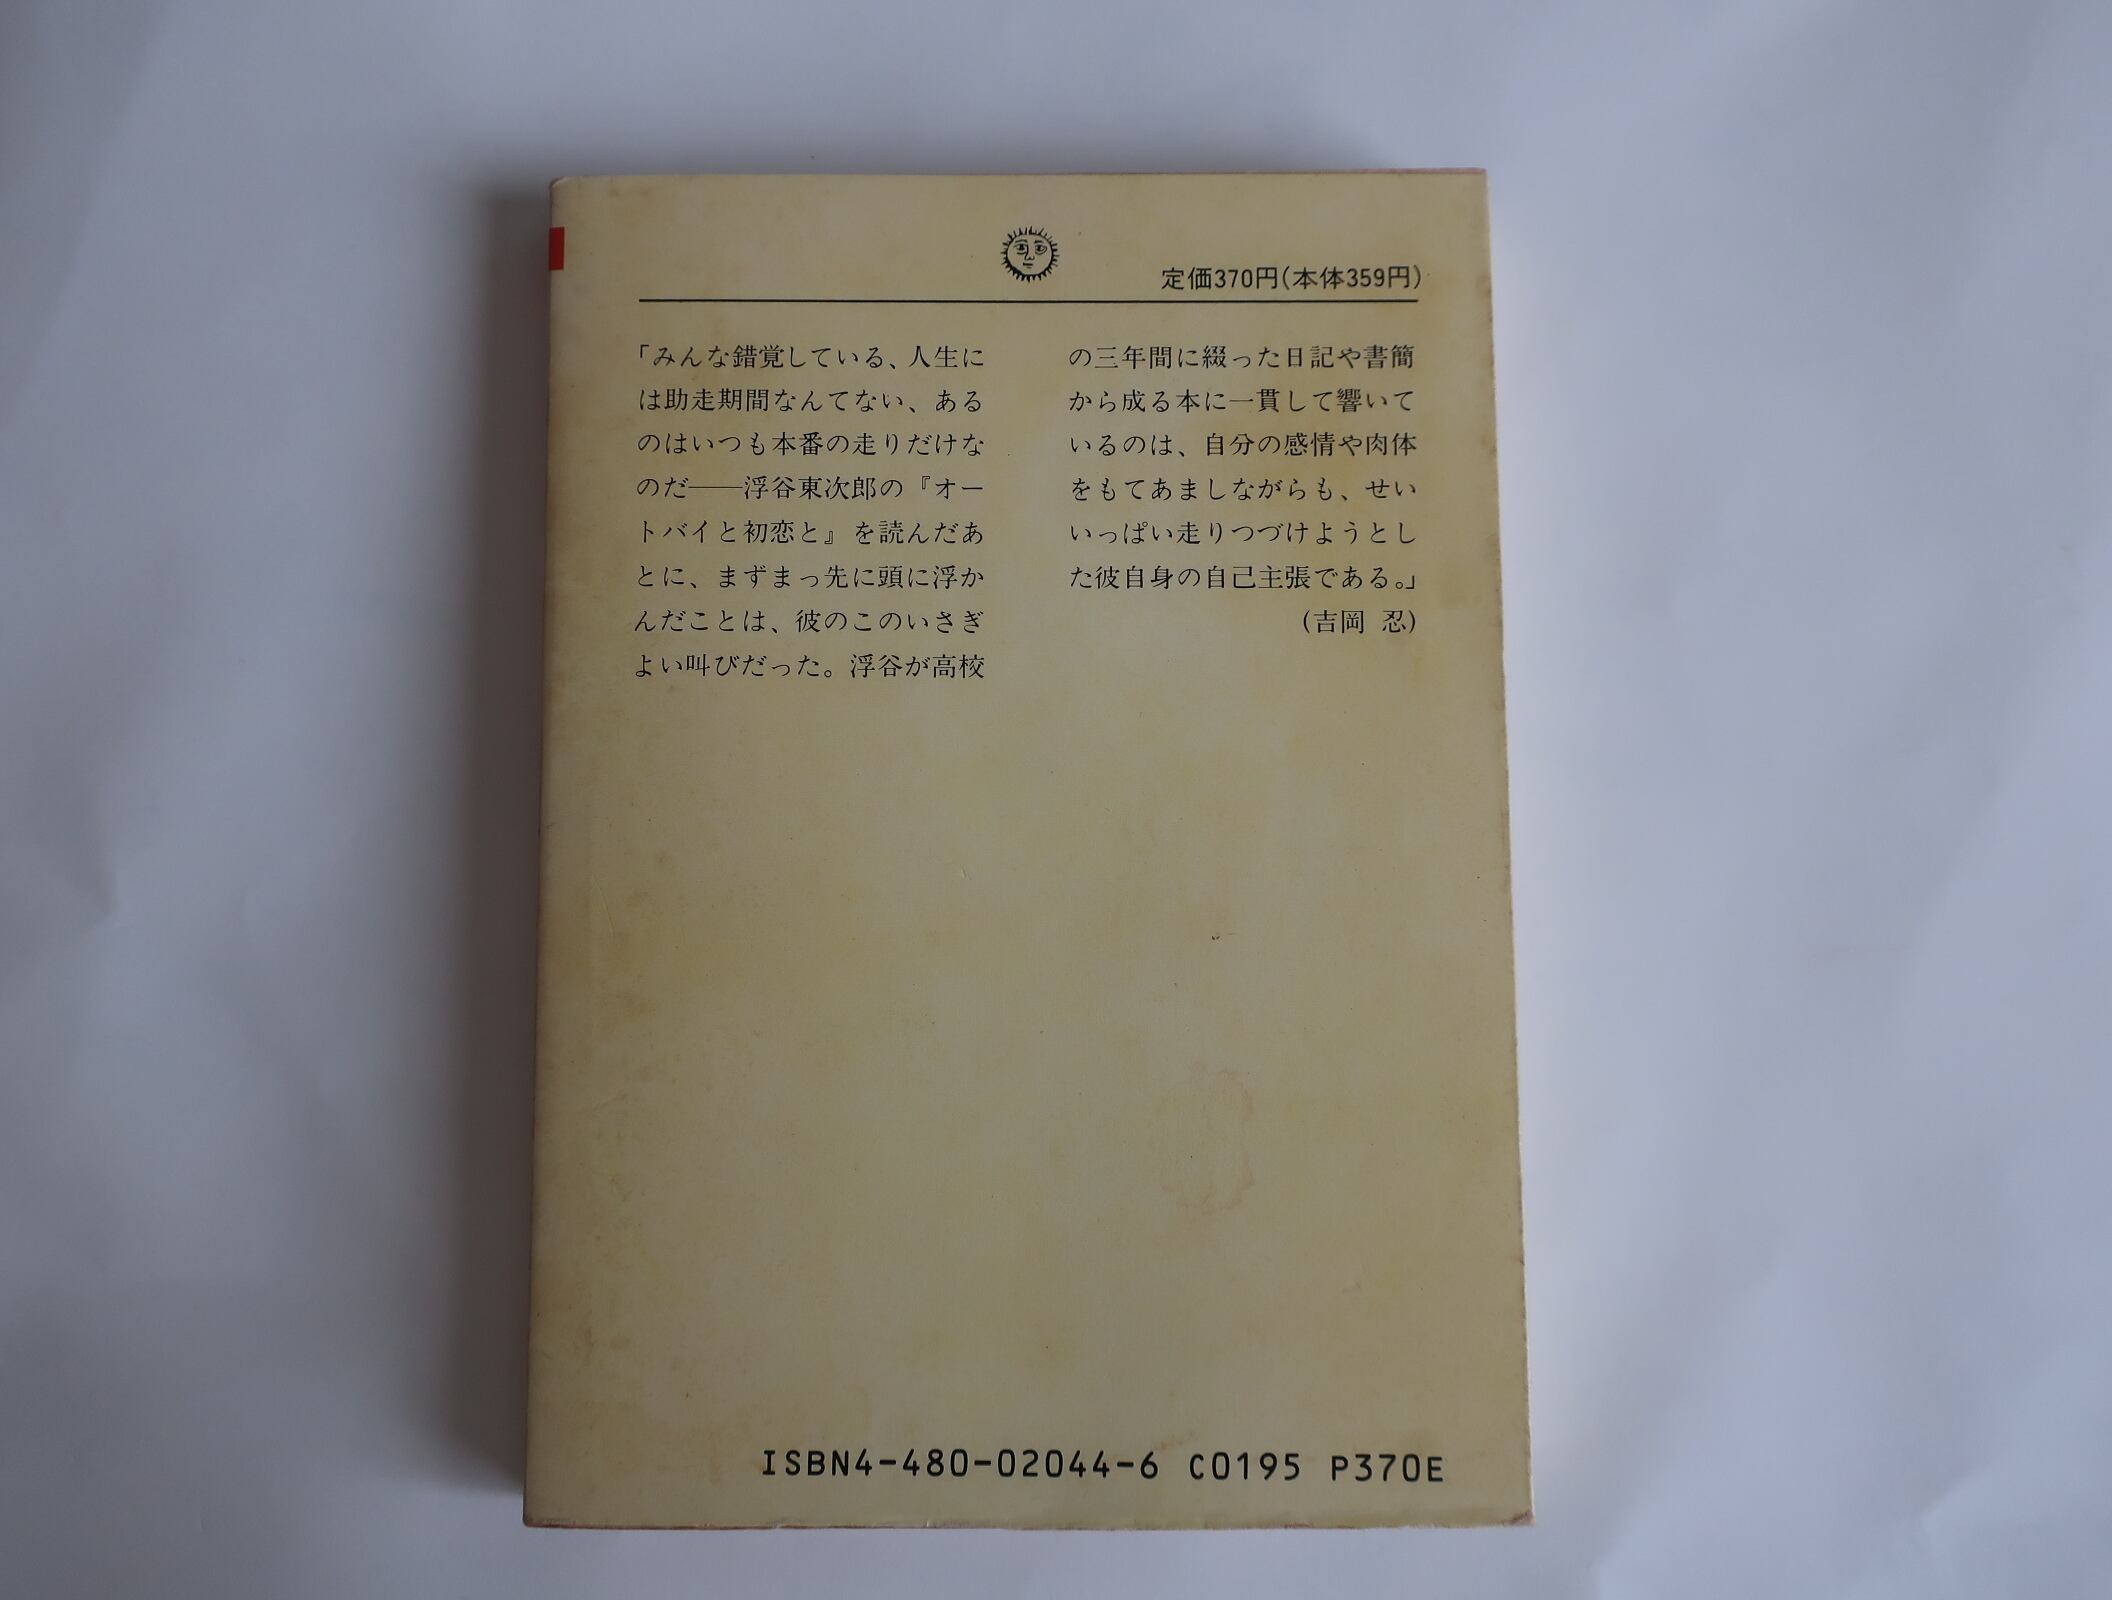 定価370円(本体359円)
「みんな錯覚している、人生に
は助走期間なんてない、ある
のはいつも本番の走りだけな
のだ――浮谷東次郎の『オー
トバイと初恋と』を読んだあ
とに、まずまっ先に頭に浮か
んだことは、彼のこのいさぎ
よい叫びだった。浮谷が高校
の三年間に綴った日記や書簡
から成る本に一貫して響いて
いるのは、自分の感情や肉体
をもてあましながらも、せい
いっぱい走りつづけようとし
た彼自身の自己主張である。」
(吉岡 忍)
ISBN4-480-02044-6 C0195 P370E